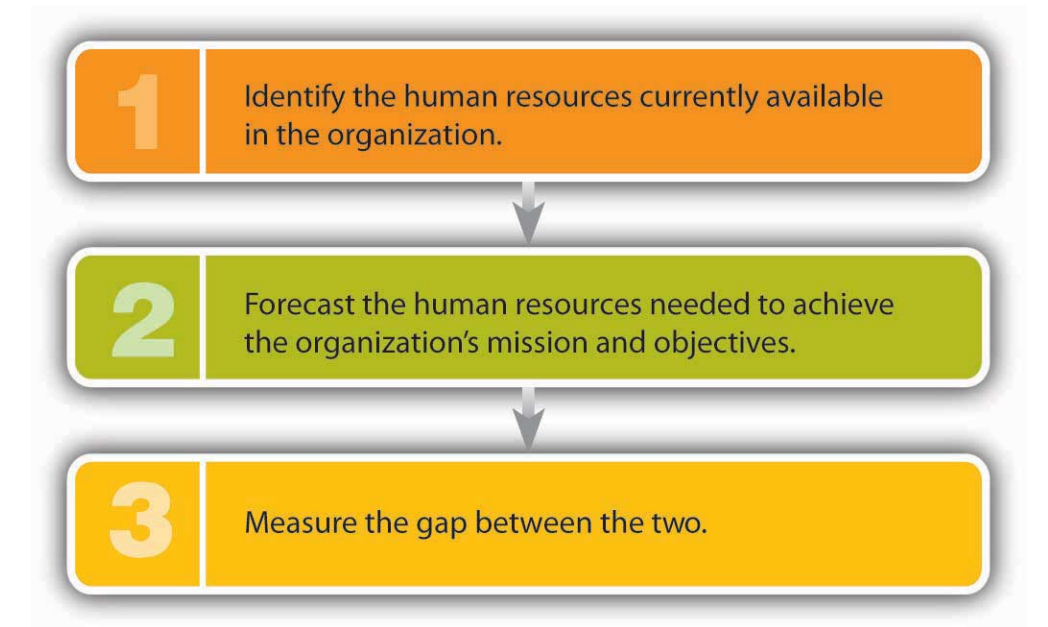 1
Identify the human resources currently available
in the organization.
2
Forecast the human resources needed to achieve
the organization’s mission and objectives.
3
Measure the gap between the two.